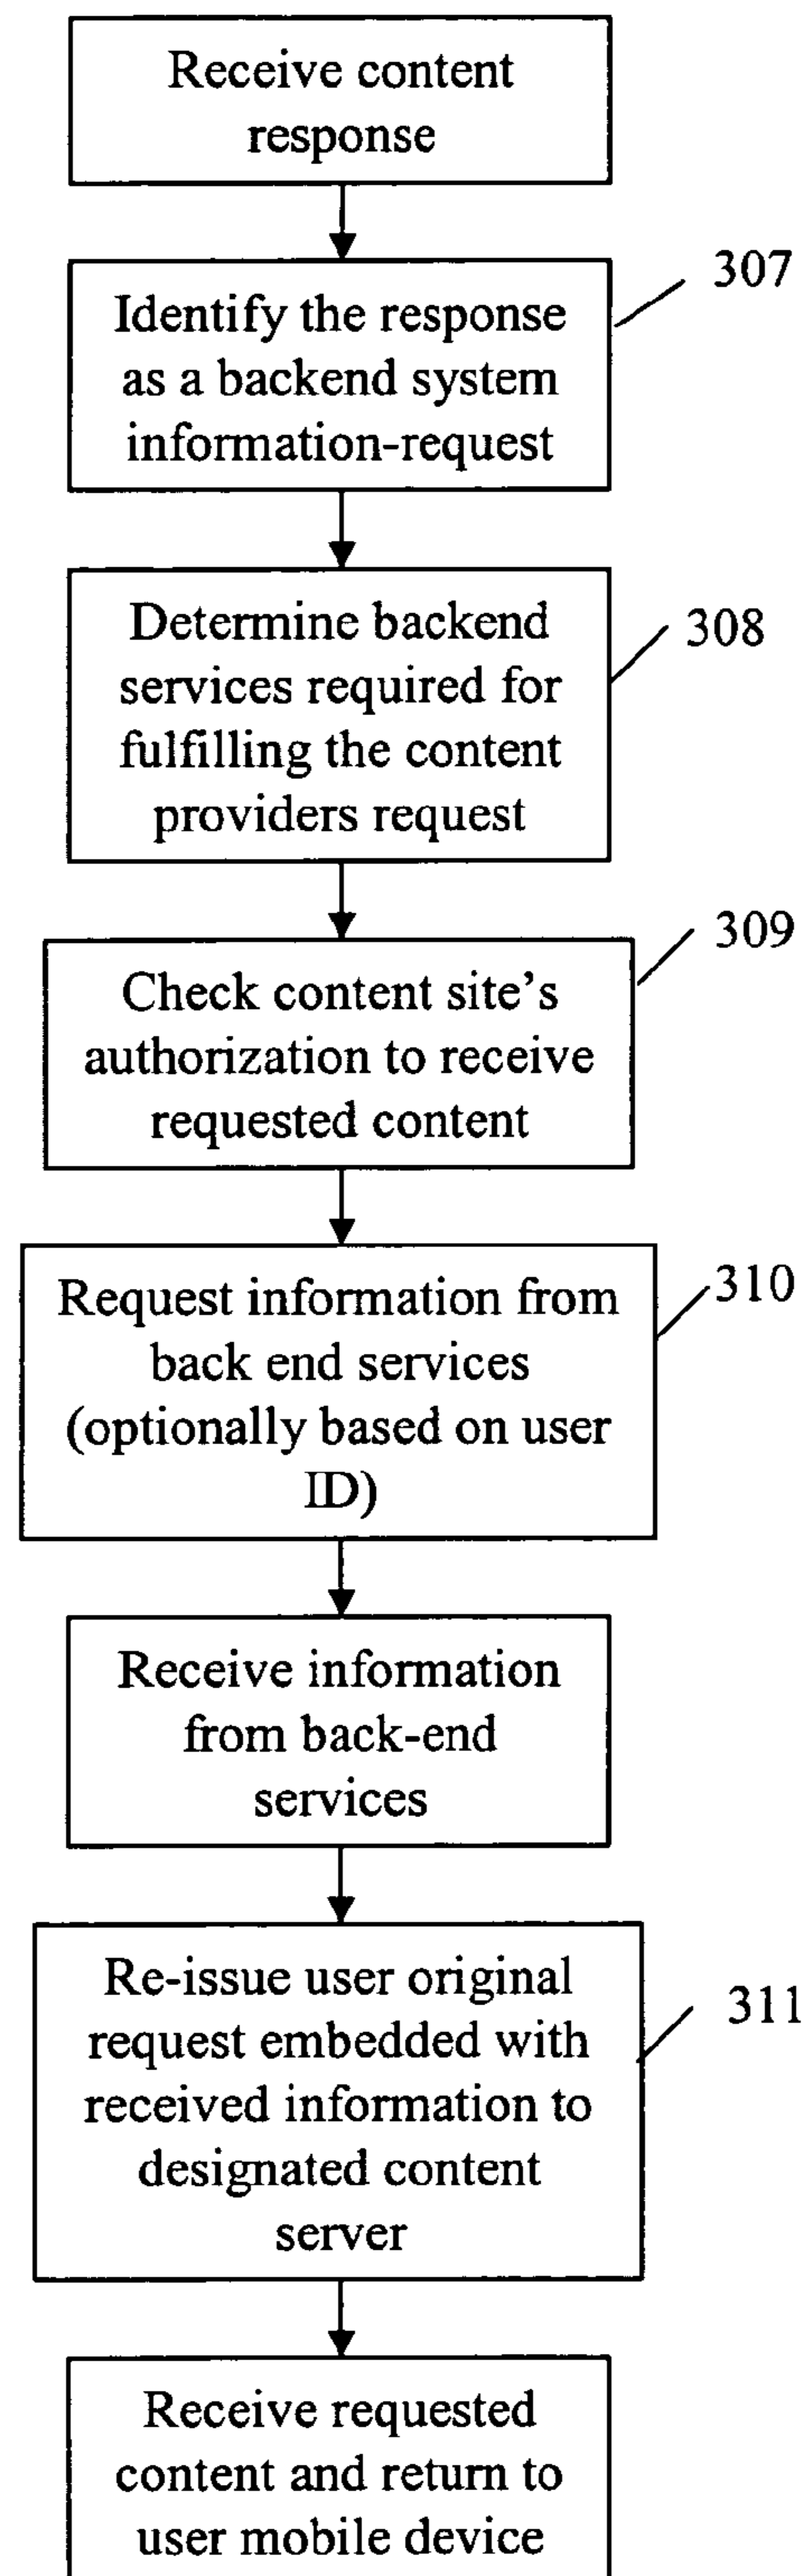 Receive content
response
307
Identify the response
as a backend system
information-request
308
Determine backend
services required for
fulfilling the content
providers request
309
Check content site's
authorization to receive
requested content
310
Request information from
back end services
(optionally based on user
ID)
Receive information
from back-end
services
Re-issue user original
311
request embedded with
received information to
designated content
server
Receive requested
content and return to
user mobile device